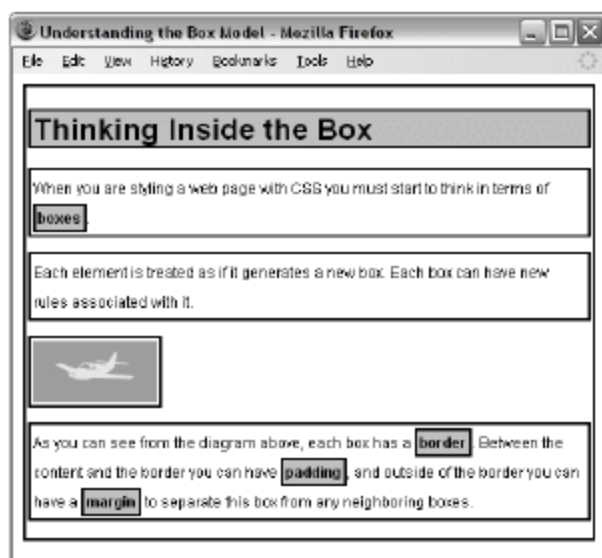 Understanding the Box Model - Mozilla Firefox
File Edit View History Bookmarks Tools Help
Thinking Inside the Box
When you are styling a web page with CSS you must start to think in terms of
boxes.
Each element is treated as if it generates a new box. Each box can have new
rules associated with it.
As you can see from the diagram above, each box has a border. Between the
content and the border you can have padding, and outside of the border you can
have a margin to separate this box from any neighboring boxes.